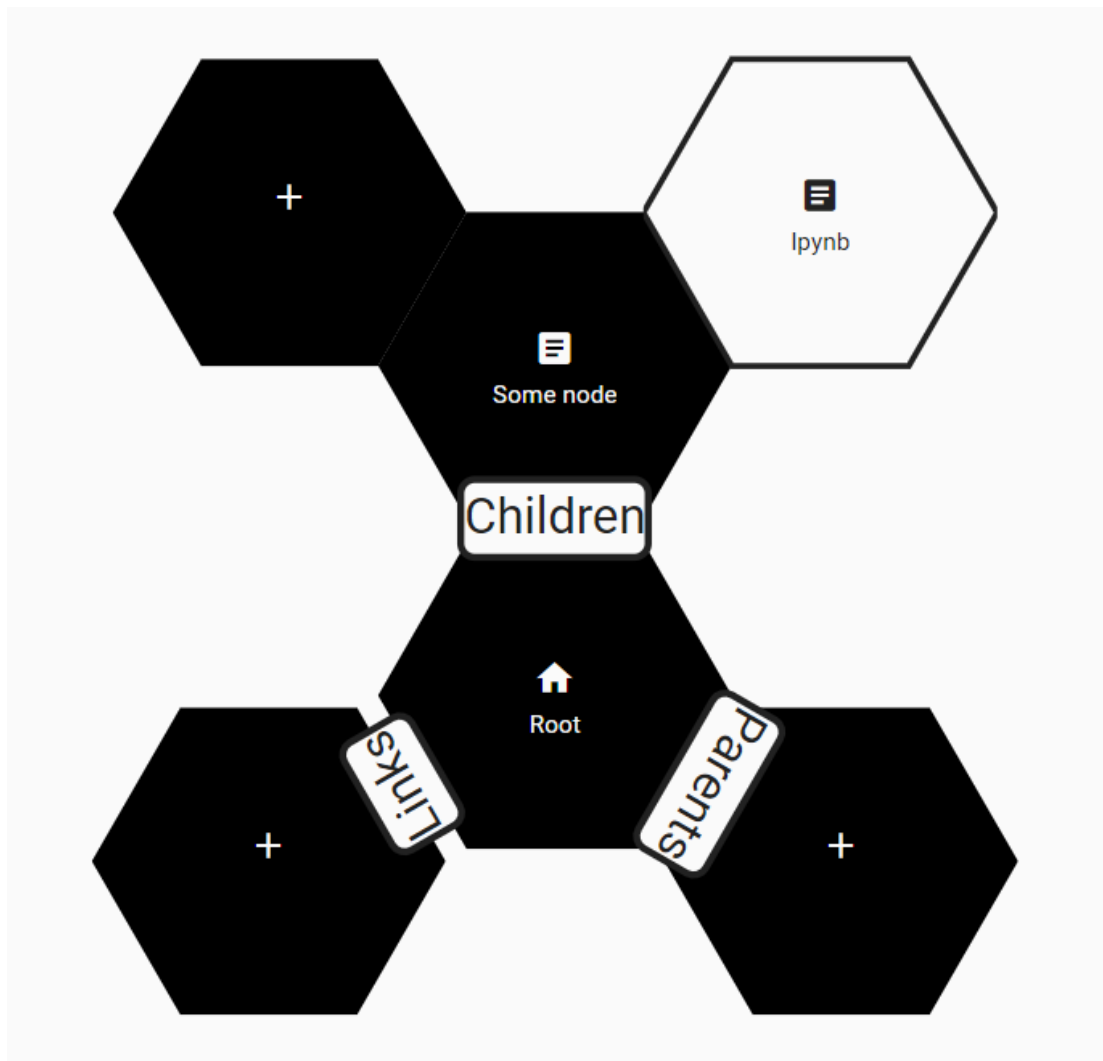 +
Ipynb
Some node
Children
Root
Links
Parents
+
+